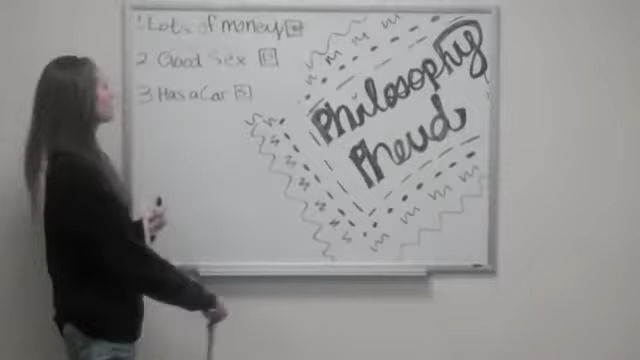 1. Lots of money
2 Good Sex
3 Has a Car
Philosophy
Pheud